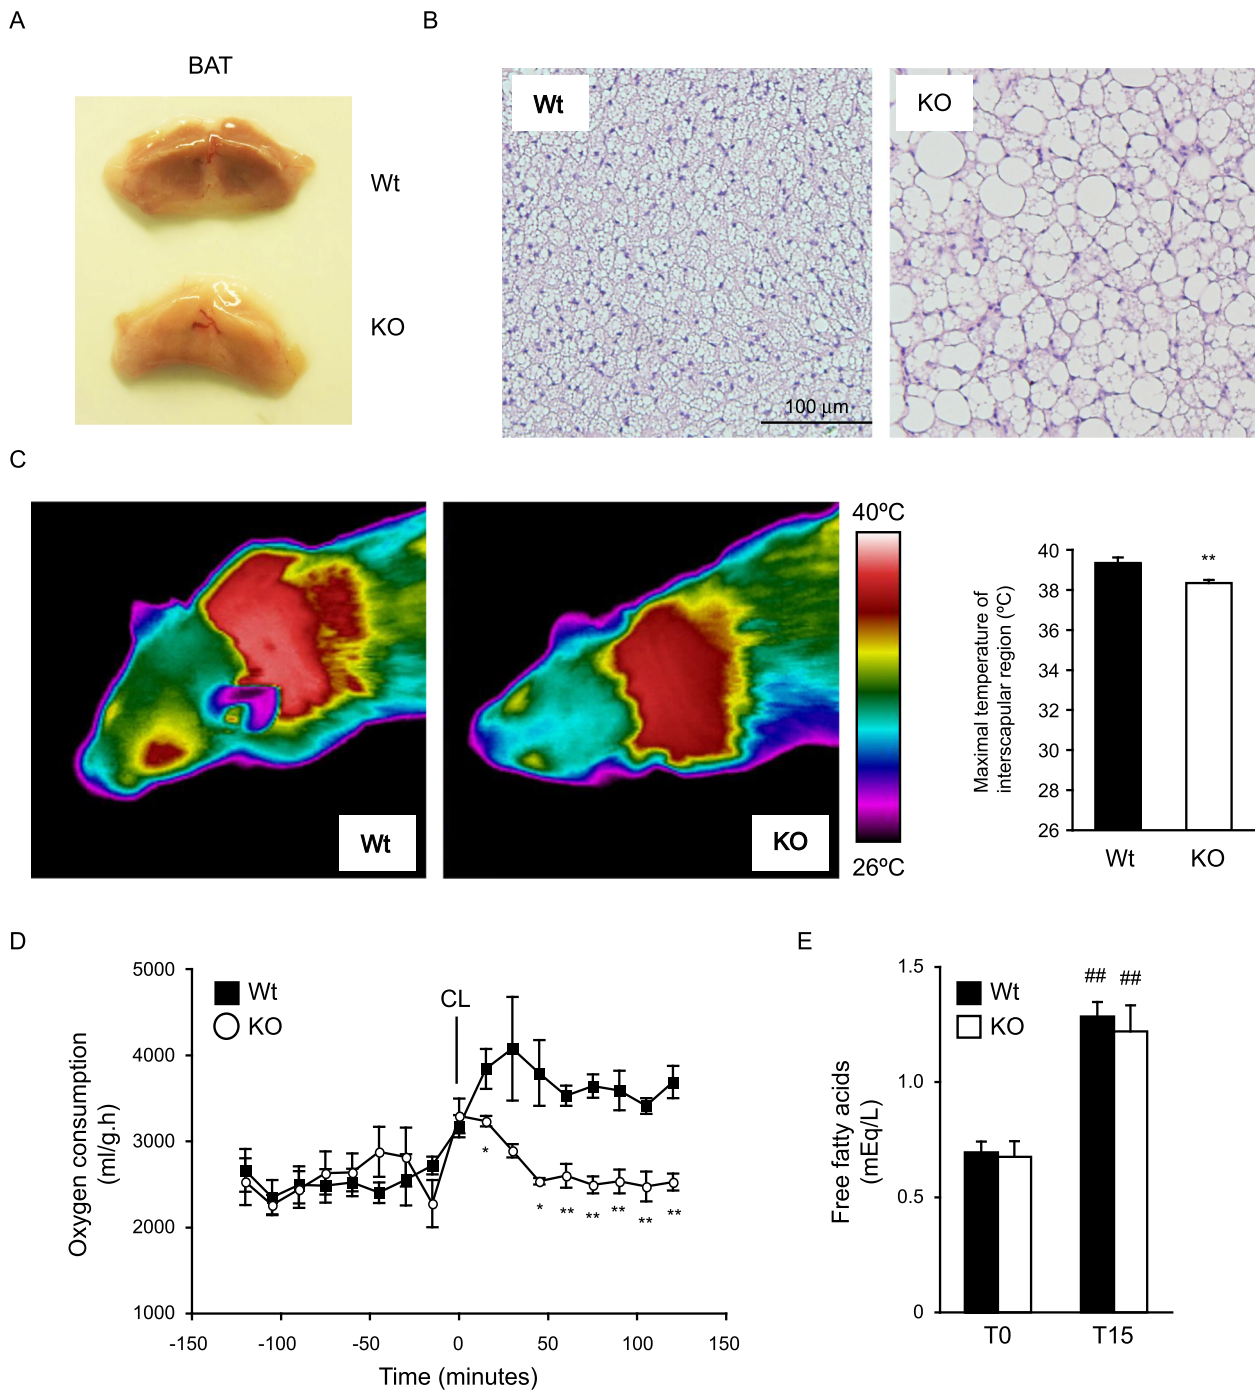 A
B
BAT
Wt
KO
Wt
100 μm
KO
C
Wt
KO
40ºC
26ºC
Maximal temperature of
interscapular region (ºC)
40
38
36
34
32
30
28
26
**
Wt
KO
D
Oxygen consumption
(ml/g.h)
5000
4000
3000
2000
1000
Wt
KO
CL
*
* ** ** ** ** **
-150 -100 -50 0 50 100 150
Time (minutes)
E
Free fatty acids
(mEq/L)
1.5
1.0
0.5
0
Wt
KO
## ##
T0 T15